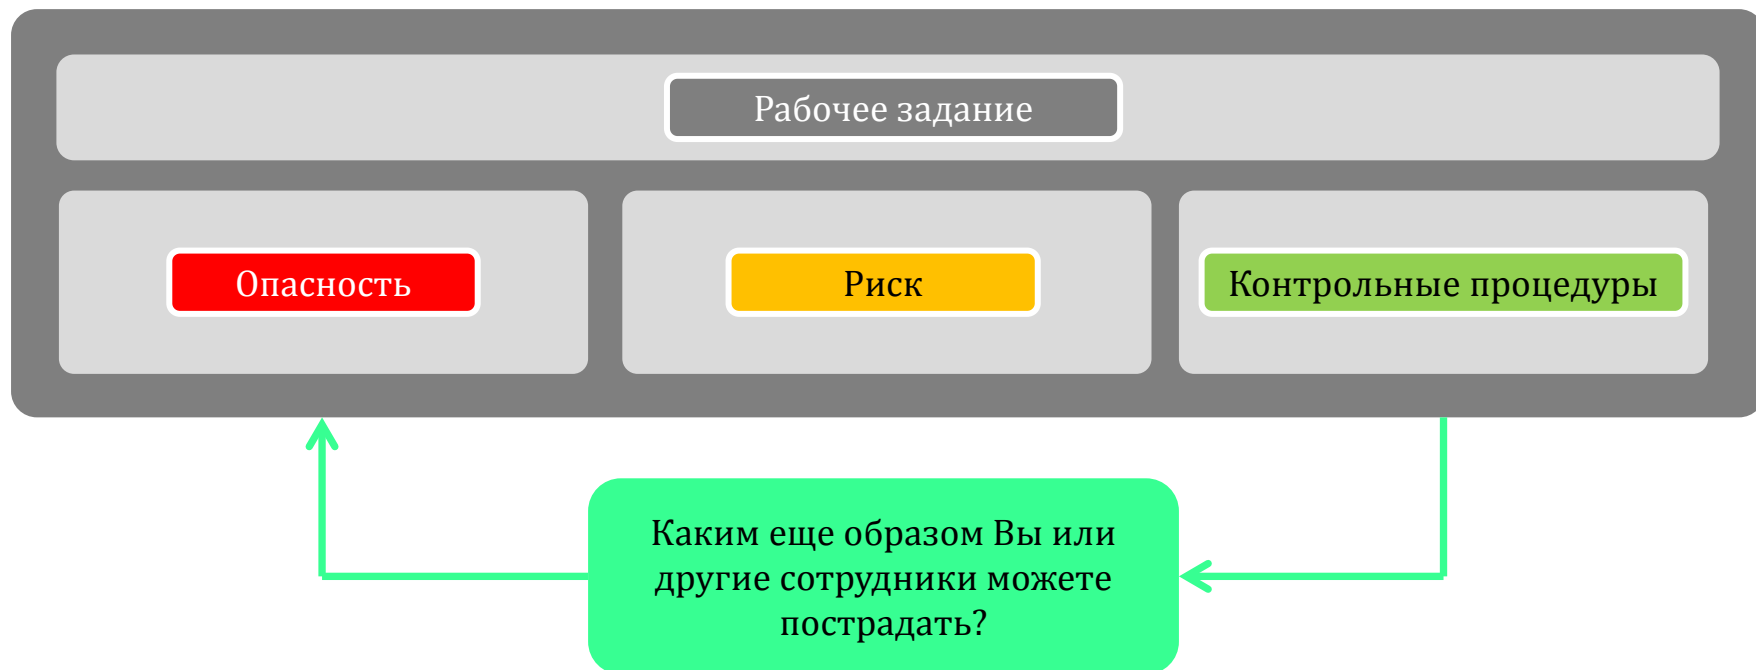 Рабочее задание
Опасность
Риск
Контрольные процедуры
Каким еще образом Вы или
другие сотрудники можете
пострадать?